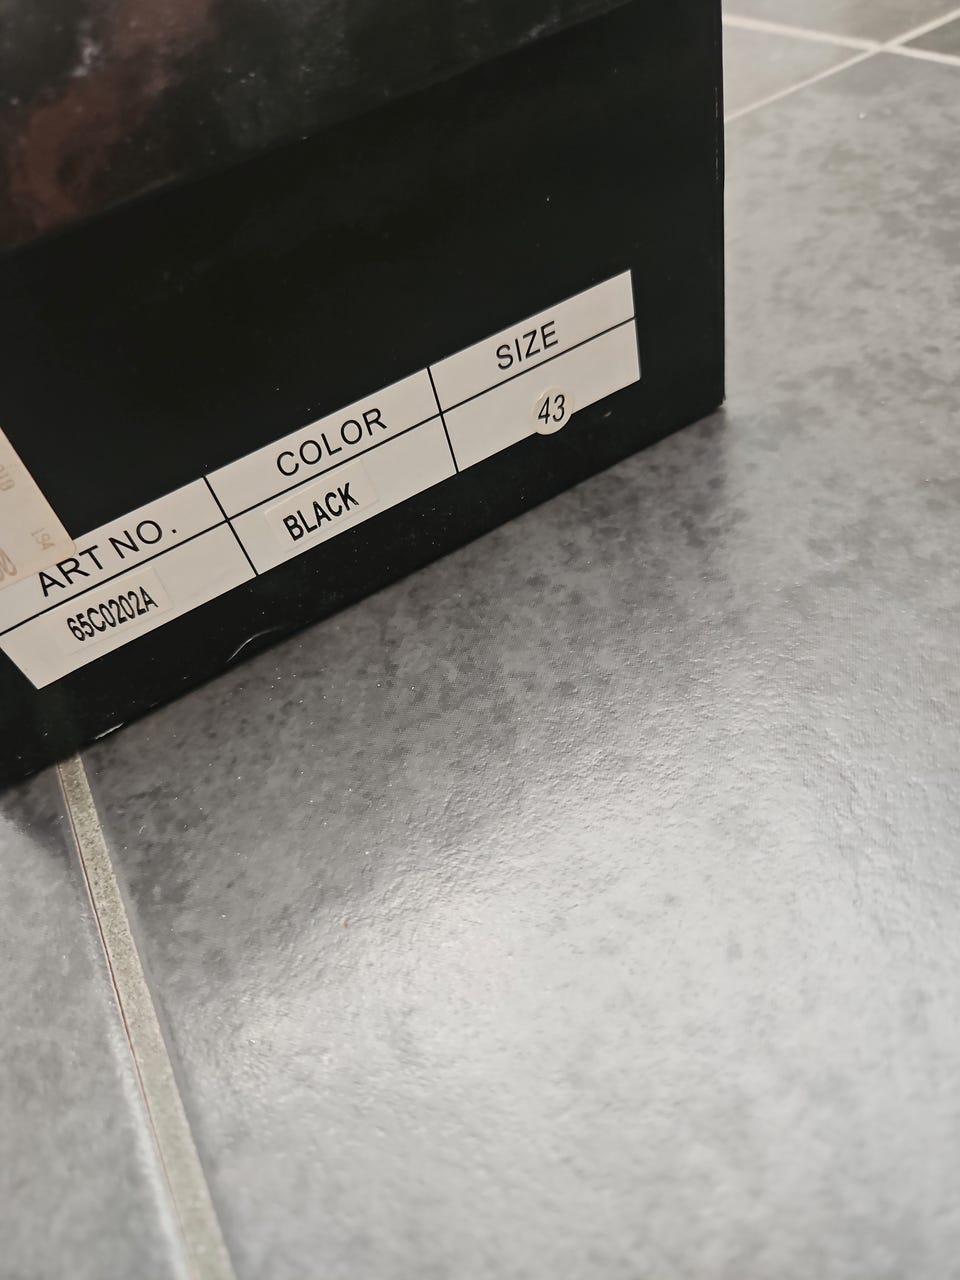 ART NO. COLOR SIZE
65C0202A BLACK 43